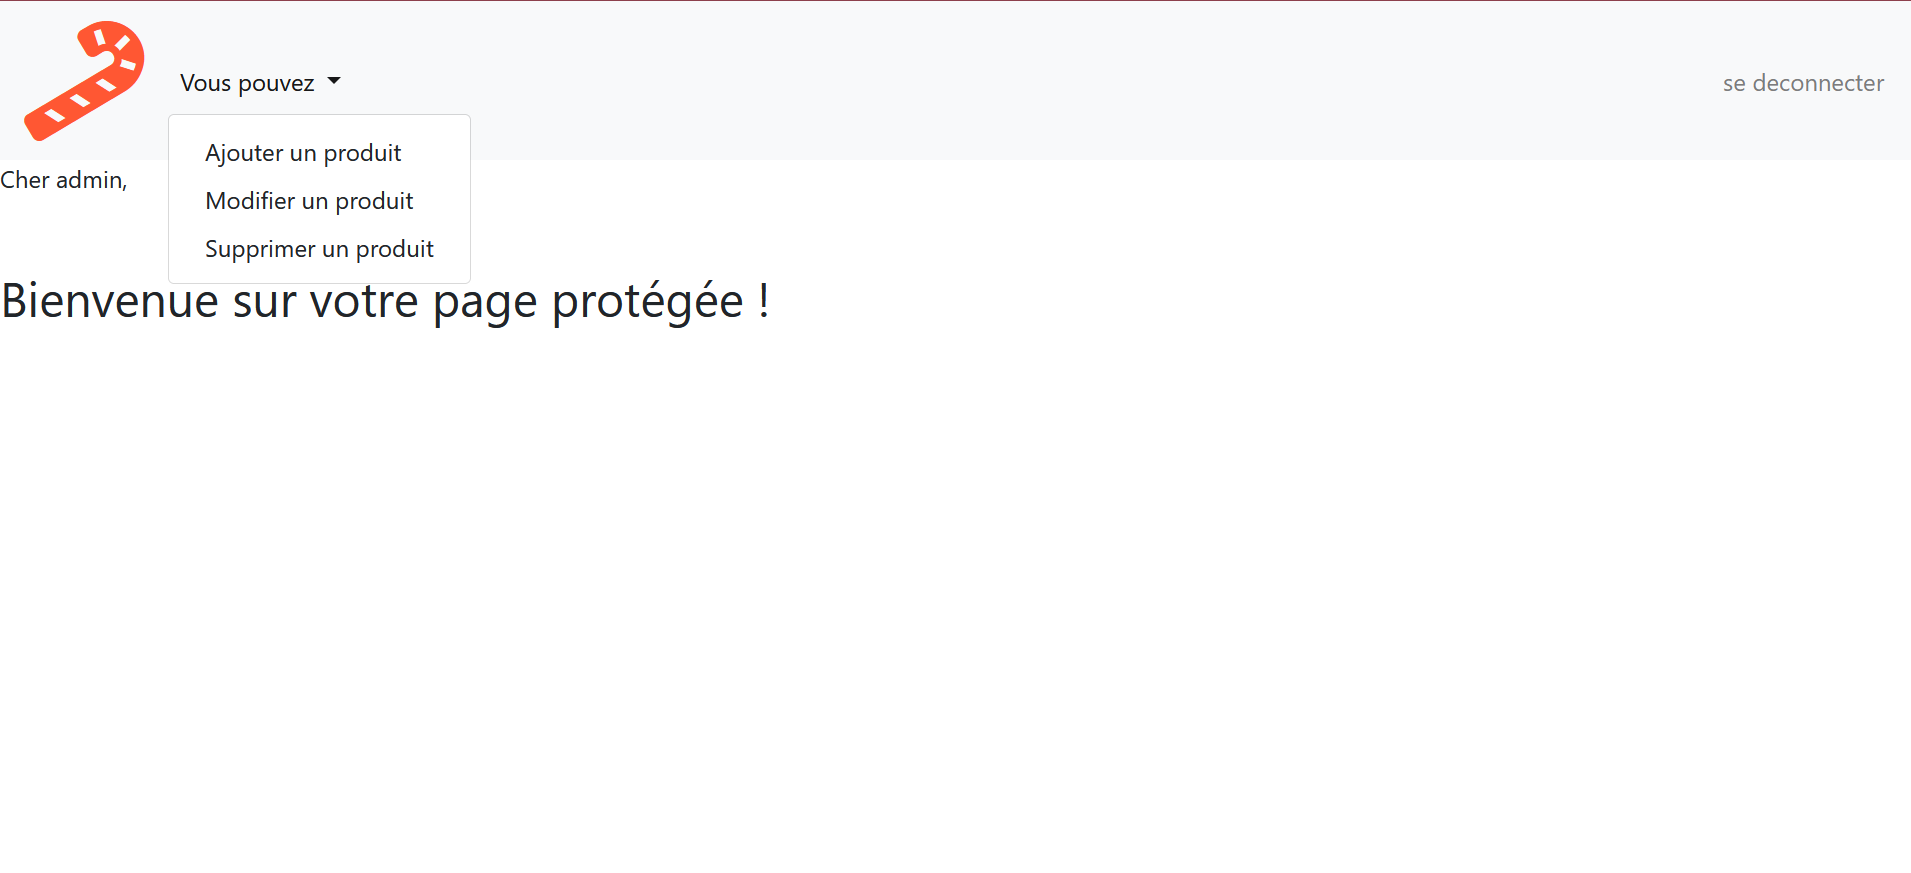 Vous pouvez
se deconnecter
Ajouter un produit
Modifier un produit
Supprimer un produit
Cher admin,
Bienvenue sur votre page protégée !